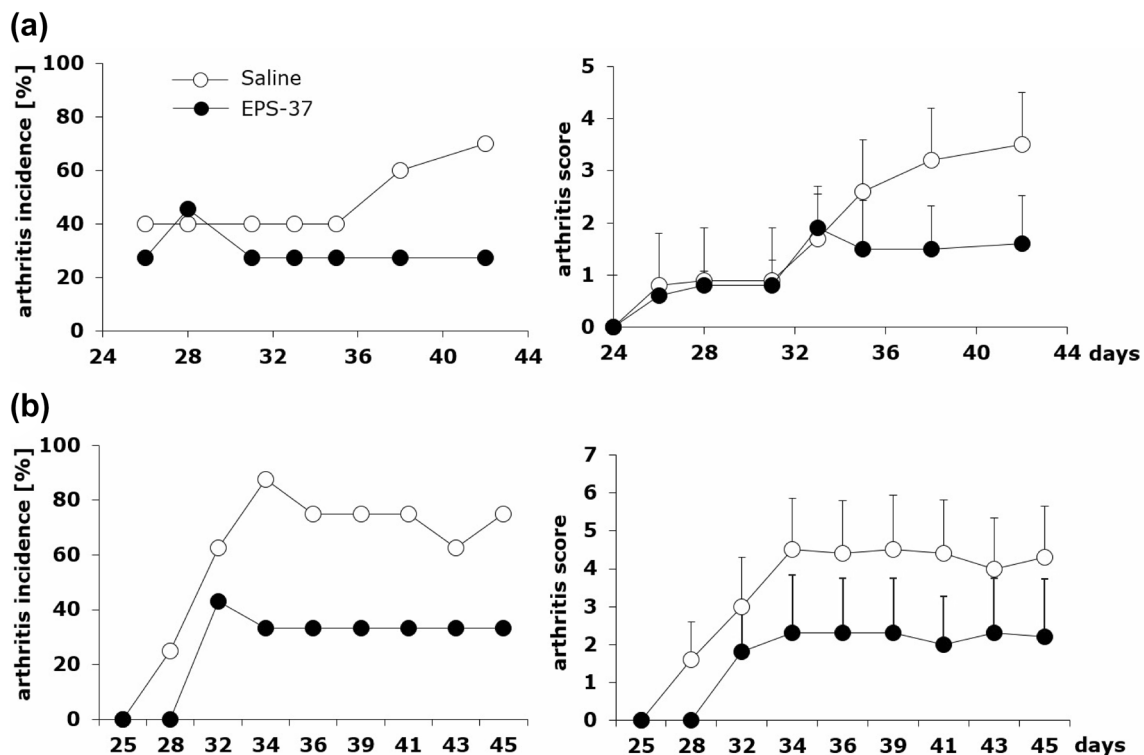 (a)
arthritis incidence [%]
100
80
60
40
20
0
24 28 32 36 40 44
Saline
EPS-37
arthritis score
5
4
3
2
1
0
24 28 32 36 40 44 days
(b)
arthritis incidence [%]
100
80
60
40
20
0
25 28 32 34 36 39 41 43 45
arthritis score
7
6
5
4
3
2
1
0
25 28 32 34 36 39 41 43 45 days